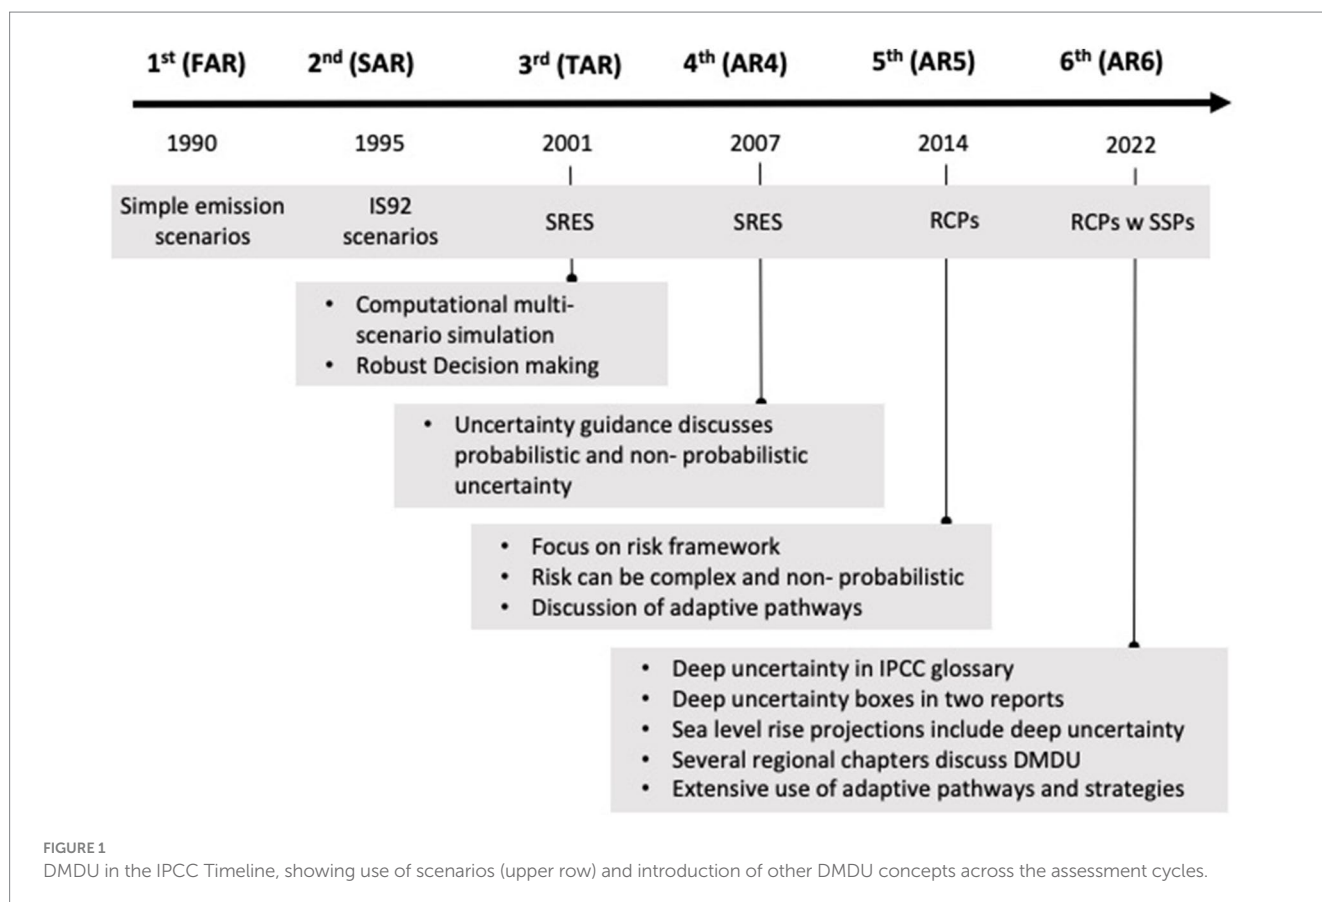 1st (FAR) 2nd (SAR) 3rd (TAR) 4th (AR4) 5th (AR5) 6th (AR6)
1990 1995 2001 2007 2014 2022
Simple emission
scenarios
IS92
scenarios
SRES
SRES
RCPs
RCPs w SSPs
• Computational multi-
scenario simulation
• Robust Decision making
• Uncertainty guidance discusses
probabilistic and non- probabilistic
uncertainty
• Focus on risk framework
• Risk can be complex and non- probabilistic
• Discussion of adaptive pathways
• Deep uncertainty in IPCC glossary
• Deep uncertainty boxes in two reports
• Sea level rise projections include deep uncertainty
• Several regional chapters discuss DMDU
• Extensive use of adaptive pathways and strategies
FIGURE 1
DMDU in the IPCC Timeline, showing use of scenarios (upper row) and introduction of other DMDU concepts across the assessment cycles.